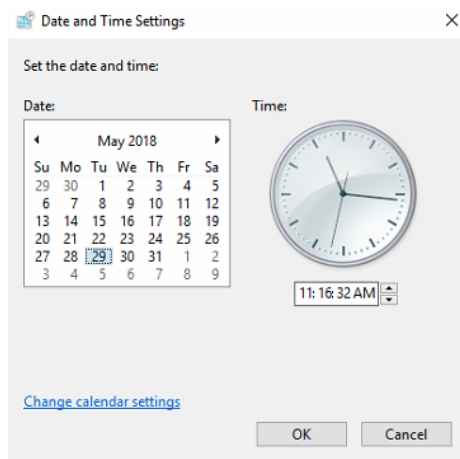 Date and Time Settings
Set the date and time:
Date:
Time:
May 2018
Su Mo Tu We Th Fr Sa
29 30 1 2 3 4 5
6 7 8 9 10 11 12
13 14 15 16 17 18 19
20 21 22 23 24 25 26
27 28 29 30 31 1 2
3 4 5 6 7 8 9
11:16:32 AM
Change calendar settings
OK
Cancel